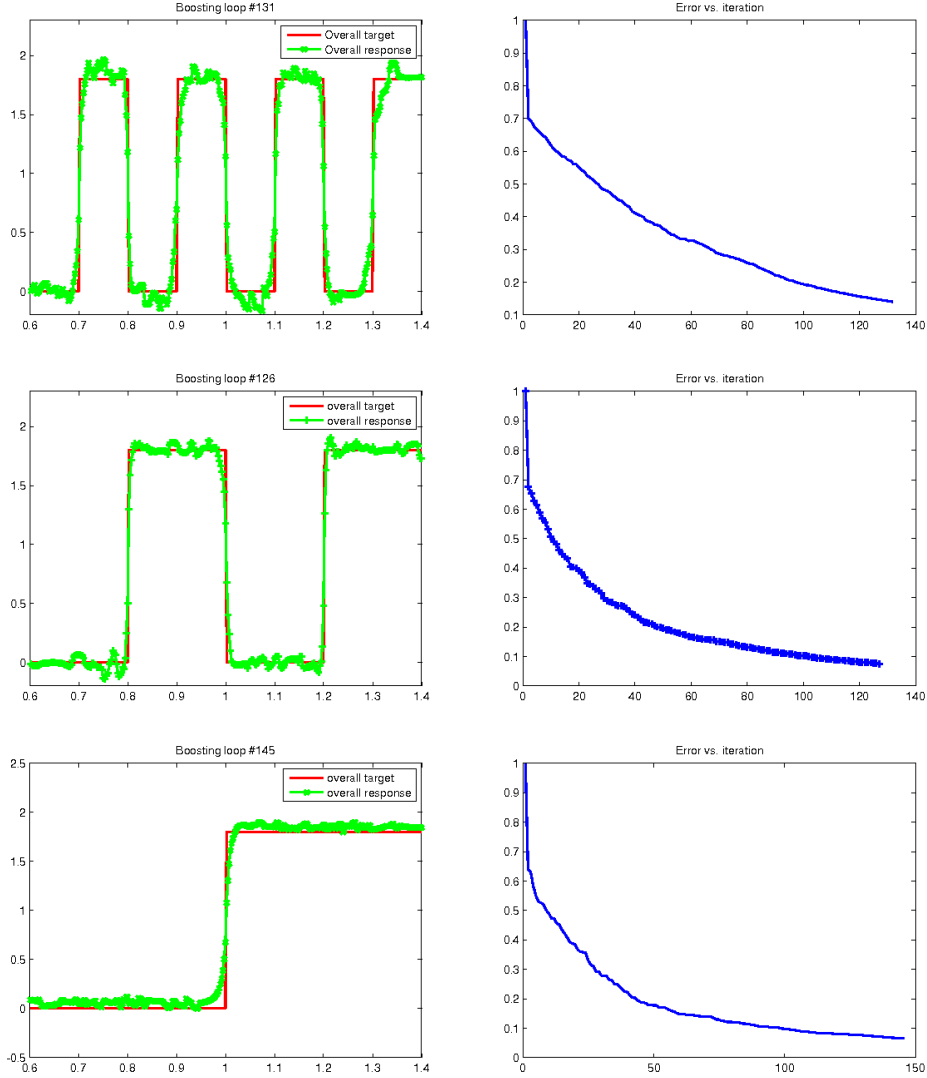 Boosting loop #131
Overall target
Overall response
2
1.5
1
0.5
0
0.6 0.7 0.8 0.9 1 1.1 1.2 1.3 1.4
Error vs. iteration
1
0.9
0.8
0.7
0.6
0.5
0.4
0.3
0.2
0.1
0 20 40 60 80 100 120 140
Boosting loop #126
overall target
overall response
2
1.5
1
0.5
0
0.6 0.7 0.8 0.9 1 1.1 1.2 1.3 1.4
Error vs. iteration
1
0.9
0.8
0.7
0.6
0.5
0.4
0.3
0.2
0.1
0
0 20 40 60 80 100 120 140
Boosting loop #145
overall target
overall response
2.5
2
1.5
1
0.5
0
-0.5
0.6 0.7 0.8 0.9 1 1.1 1.2 1.3 1.4
Error vs. iteration
1
0.9
0.8
0.7
0.6
0.5
0.4
0.3
0.2
0.1
0
50 100 150